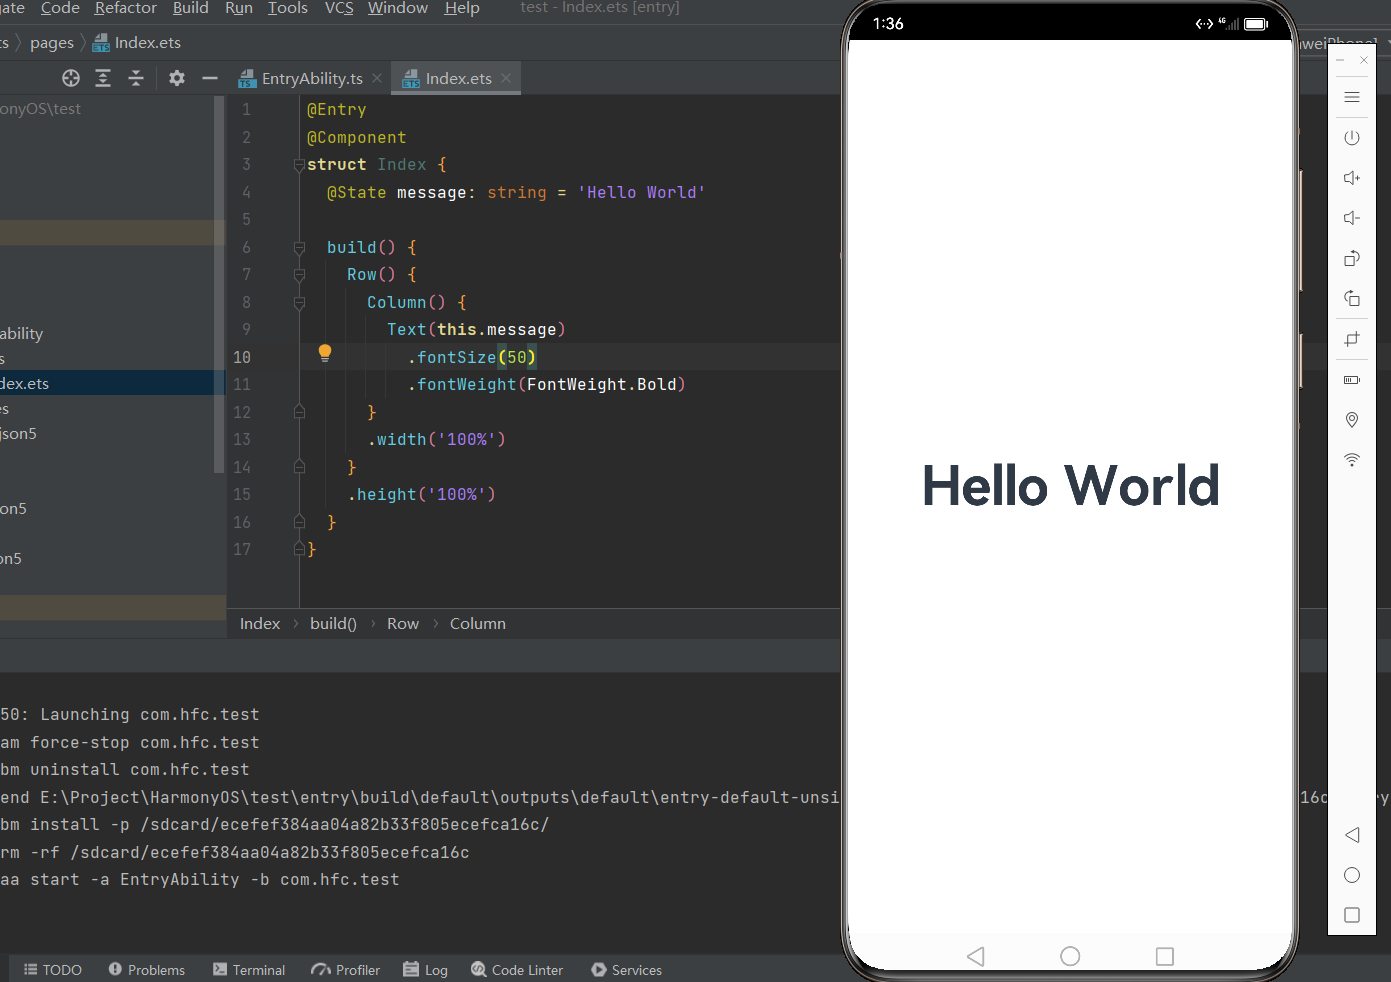 gate Code Refactor Build Run Tools VCS Window Help test - Index.ets [entry]
ts pages Index.ets
EntryAbility.ts Index.ets
onyOS\test
1 @Entry
2 @Component
3 struct Index {
4 @State message: string = 'Hello World'
5
6 build() {
7 Row() {
8 Column() {
9 Text(this.message)
10 .fontSize(50)
11 .fontWeight(FontWeight.Bold)
12 }
13 .width('100%')
14 }
15 .height('100%')
16 }
17 }
ability
s
dex.ets
es
json5
on5
on5
Index build() Row Column
50: Launching com.hfc.test
am force-stop com.hfc.test
bm uninstall com.hfc.test
end E:\Project\HarmonyOS\test\entry\build\default\outputs\default\entry-default-unsi
bm install -p /sdcard/ecefef384aa04a82b33f805ecefca16c/
rm -rf /sdcard/ecefef384aa04a82b33f805ecefca16c
aa start -a EntryAbility -b com.hfc.test
TODO Problems Terminal Profiler Log Code Linter Services
1:36 4G
Hello World